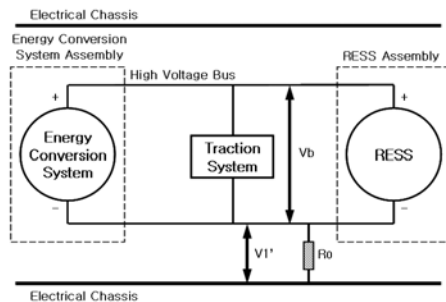 Electrical Chassis
Energy Conversion
System Assembly
RESS Assembly
High Voltage Bus
+
+
Energy
Conversion
System
Traction
System
Vb
RESS
-
-
V1'
Ro
Electrical Chassis